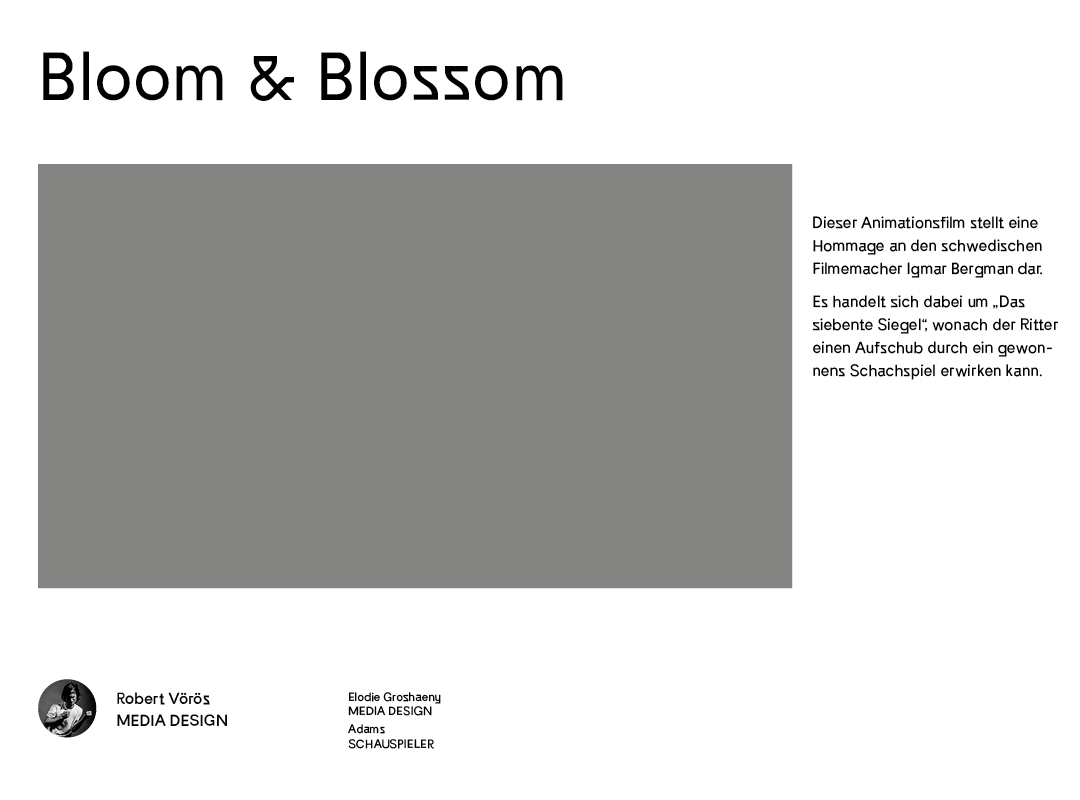 Bloom & Blossom
Dieser Animationsfilm stellt eine
Hommage an den schwedischen
Filmemacher Igmar Bergman dar.
Es handelt sich dabei um „Das
siebente Siegel“, wonach der Ritter
einen Aufschub durch ein gewon-
nens Schachspiel erwirken kann.
Robert Vörös
MEDIA DESIGN
Elodie Groshaeny
MEDIA DESIGN
Adams
SCHAUSPIELER